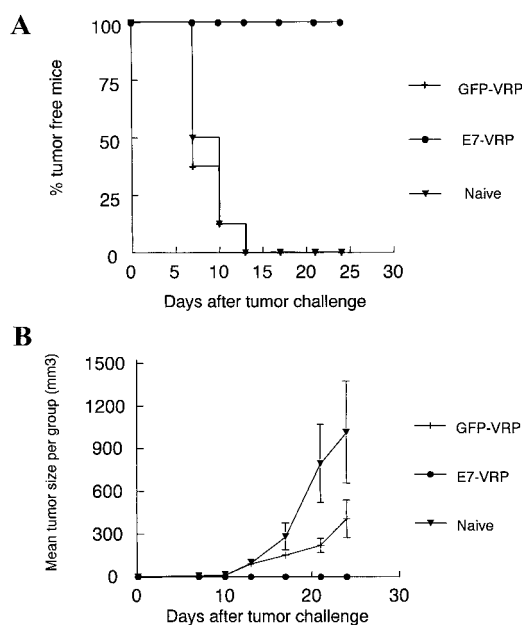 A
100
75
50
25
0
% tumor free mice
0 5 10 15 20 25 30
Days after tumor challenge
GFP-VRP
E7-VRP
Naive
B
1500
1200
900
600
300
0
Mean tumor size per group (mm3)
0 10 20 30
Days after tumor challenge
GFP-VRP
E7-VRP
Naive